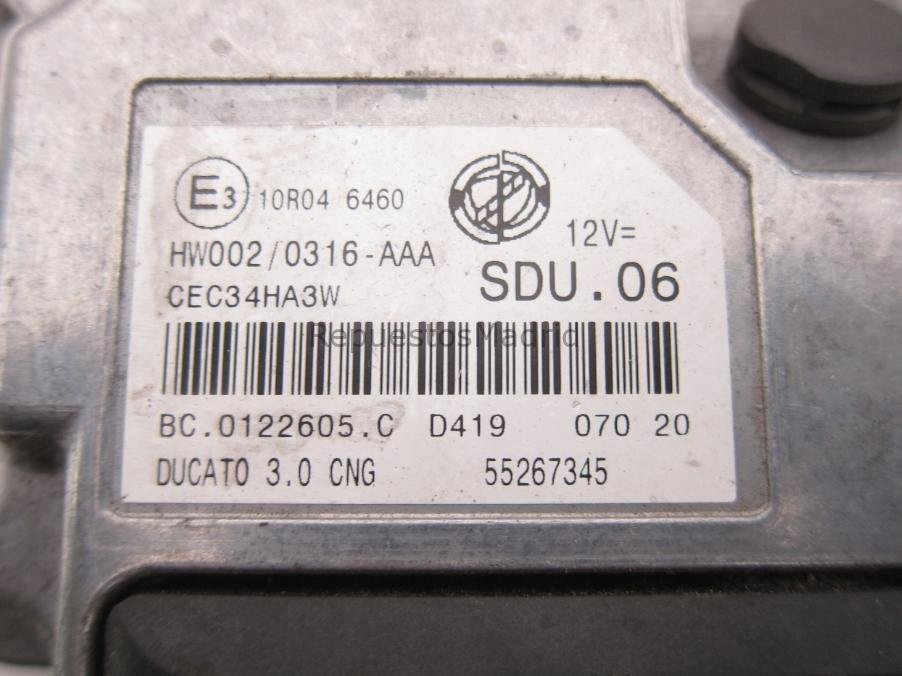 E3 10R04 6460
12V=
HW002/0316-AAA
SDU.06
CEC34HA3W
RepuestosMadrid
BC.0122605.C D419 070 20
DUCATO 3.0 CNG 55267345